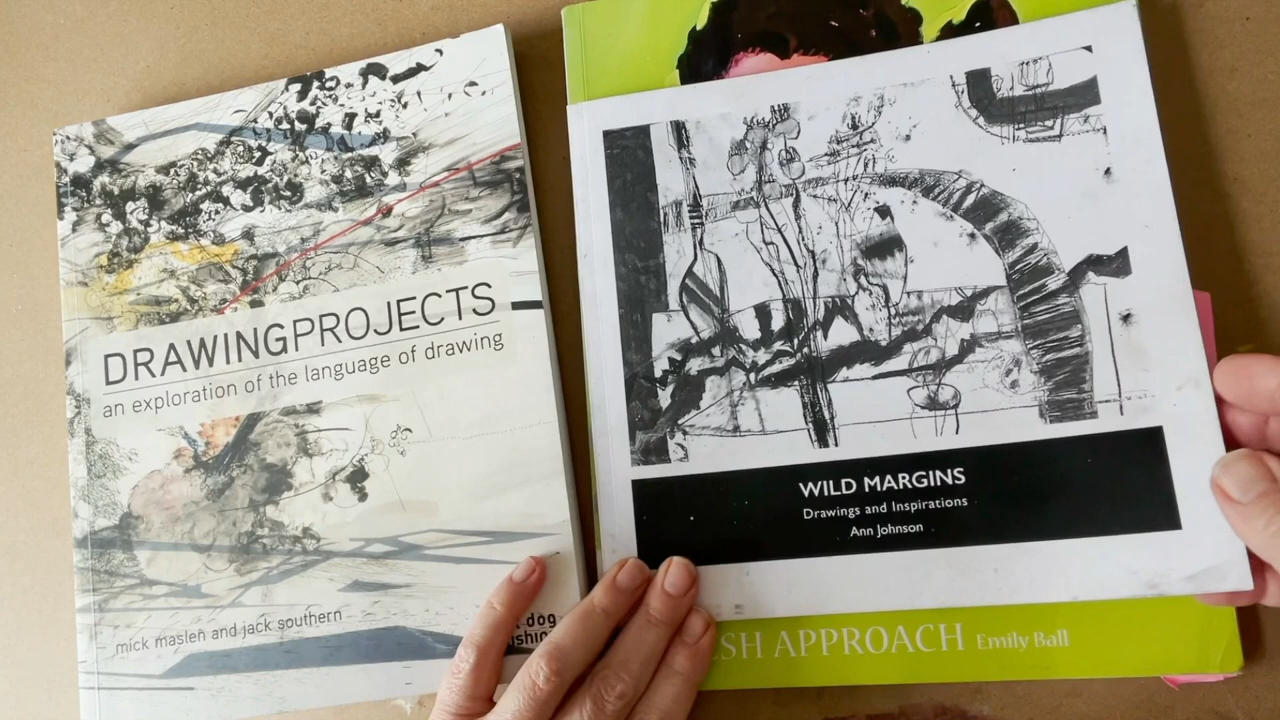 DRAWINGPROJECTS
an exploration of the language of drawing
mick maslen and jack southern
dog
WILD MARGINS
Drawings and Inspirations
Ann Johnson
APPROACH Emily Ball